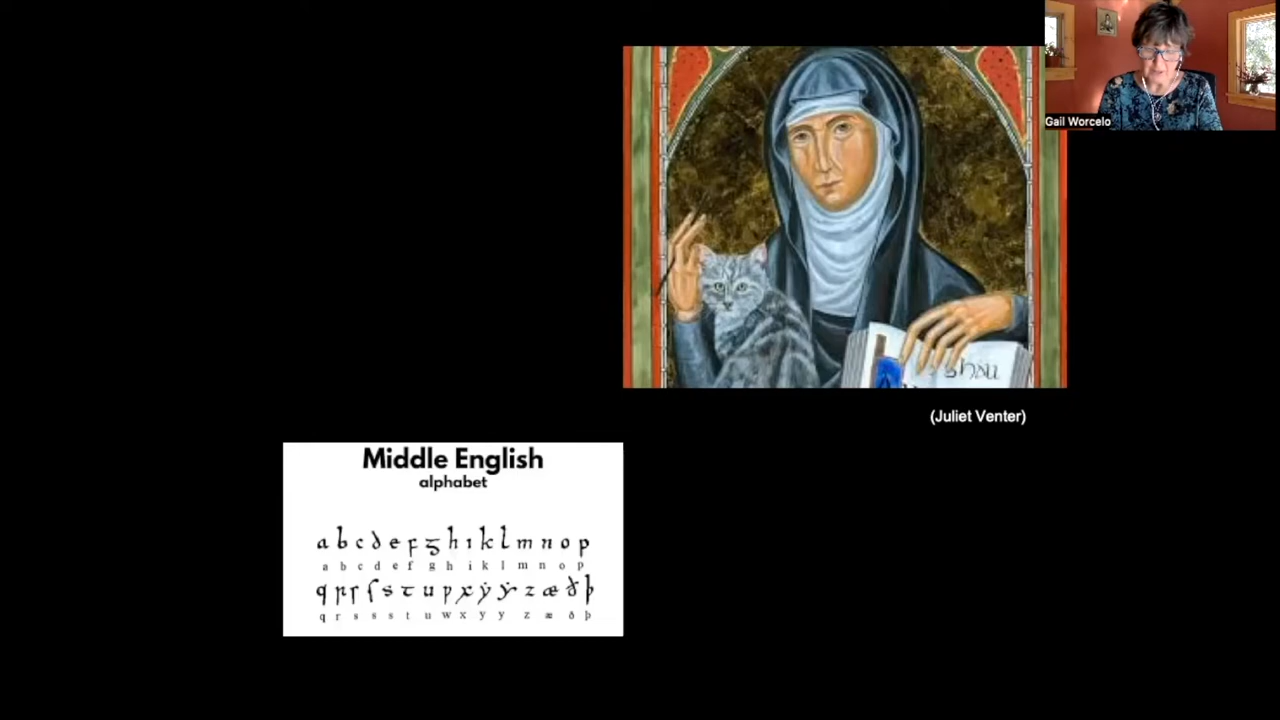 Gail Worcelo
(Juliet Venter)
Middle English
alphabet
a b c d e f g h i k l m n o p
a b c d e f g h i k l m n o p
q r r ſ s t u ƿ x ẏ ẏ z æ ð þ
q r s s s t u w x y y z æ ð þ